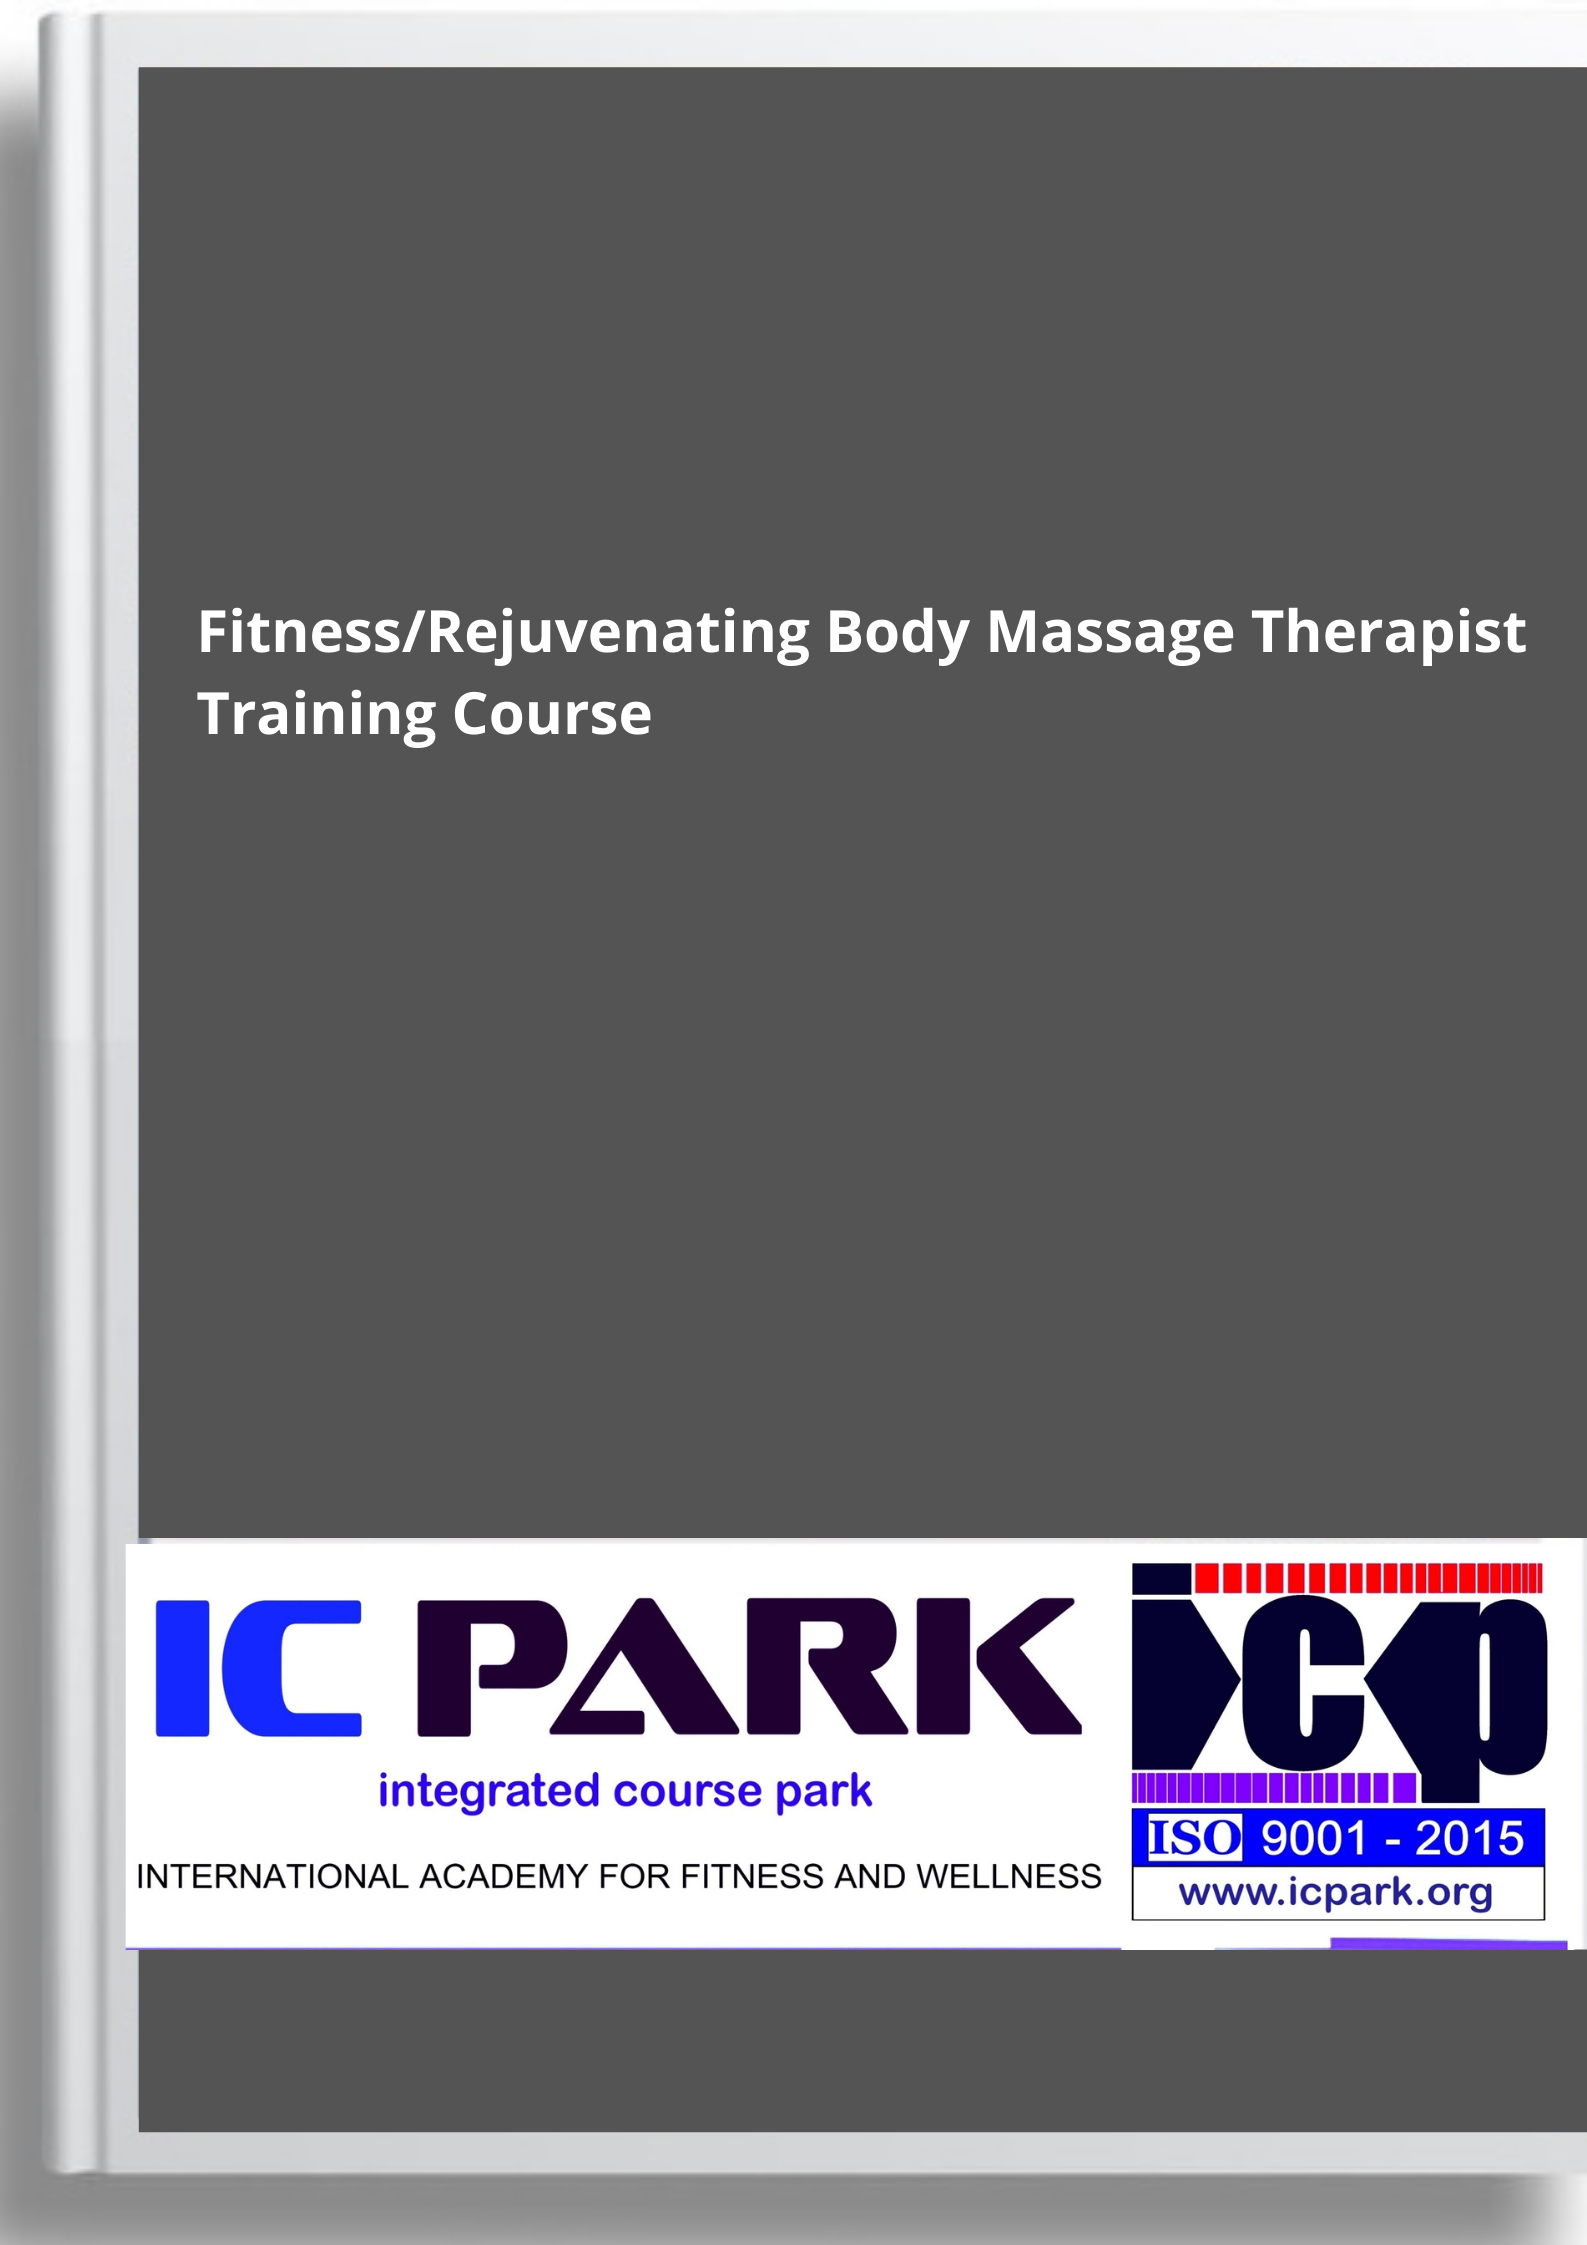 Fitness/Rejuvenating Body Massage Therapist
Training Course
IC PARK
integrated course park
INTERNATIONAL ACADEMY FOR FITNESS AND WELLNESS
icp
ISO 9001 - 2015
www.icpark.org